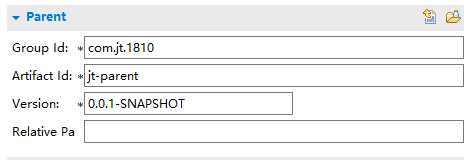 Parent
Group Id: * com.jt.1810
Artifact Id: * jt-parent
Version: * 0.0.1-SNAPSHOT
Relative Pa